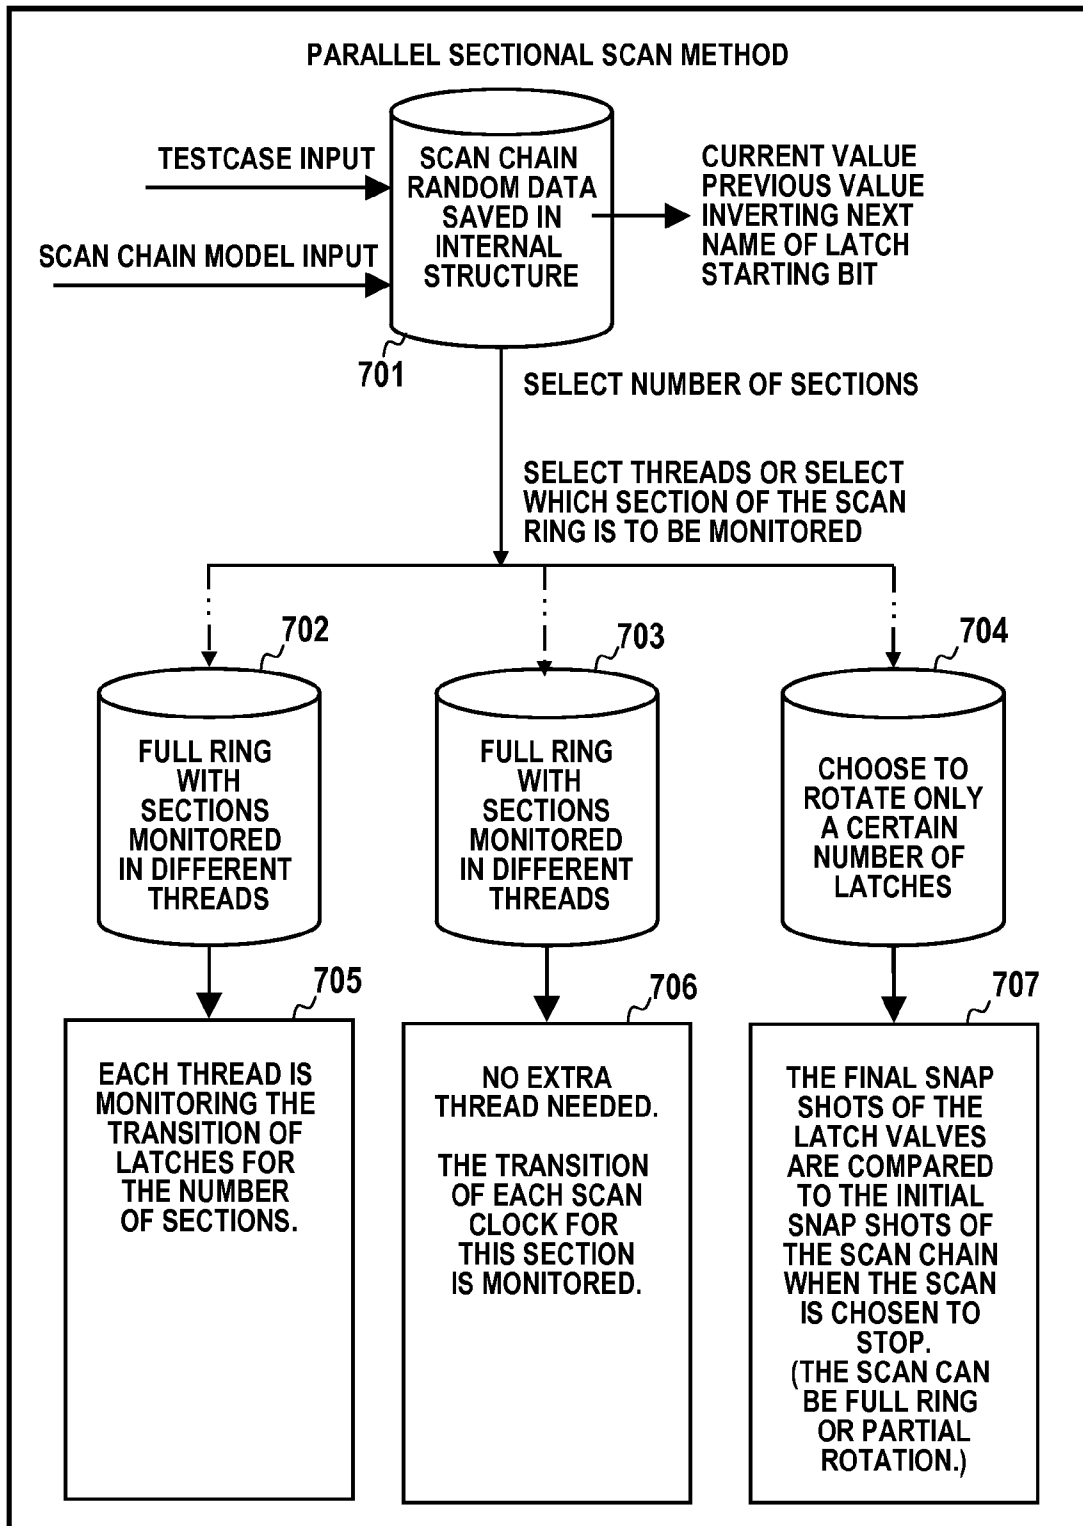 PARALLEL SECTIONAL SCAN METHOD
TESTCASE INPUT
SCAN CHAIN MODEL INPUT
SCAN CHAIN
RANDOM DATA
SAVED IN
INTERNAL
STRUCTURE
CURRENT VALUE
PREVIOUS VALUE
INVERTING NEXT
NAME OF LATCH
STARTING BIT
701
SELECT NUMBER OF SECTIONS
SELECT THREADS OR SELECT
WHICH SECTION OF THE SCAN
RING IS TO BE MONITORED
702
FULL RING
WITH
SECTIONS
MONITORED
IN DIFFERENT
THREADS
703
FULL RING
WITH
SECTIONS
MONITORED
IN DIFFERENT
THREADS
704
CHOOSE TO
ROTATE ONLY
A CERTAIN
NUMBER OF
LATCHES
705
EACH THREAD IS
MONITORING THE
TRANSITION OF
LATCHES FOR
THE NUMBER
OF SECTIONS.
706
NO EXTRA
THREAD NEEDED.
THE TRANSITION
OF EACH SCAN
CLOCK FOR
THIS SECTION
IS MONITORED.
707
THE FINAL SNAP
SHOTS OF THE
LATCH VALVES
ARE COMPARED
TO THE INITIAL
SNAP SHOTS OF
THE SCAN CHAIN
WHEN THE SCAN
IS CHOSEN TO
STOP.
(THE SCAN CAN
BE FULL RING
OR PARTIAL
ROTATION.)